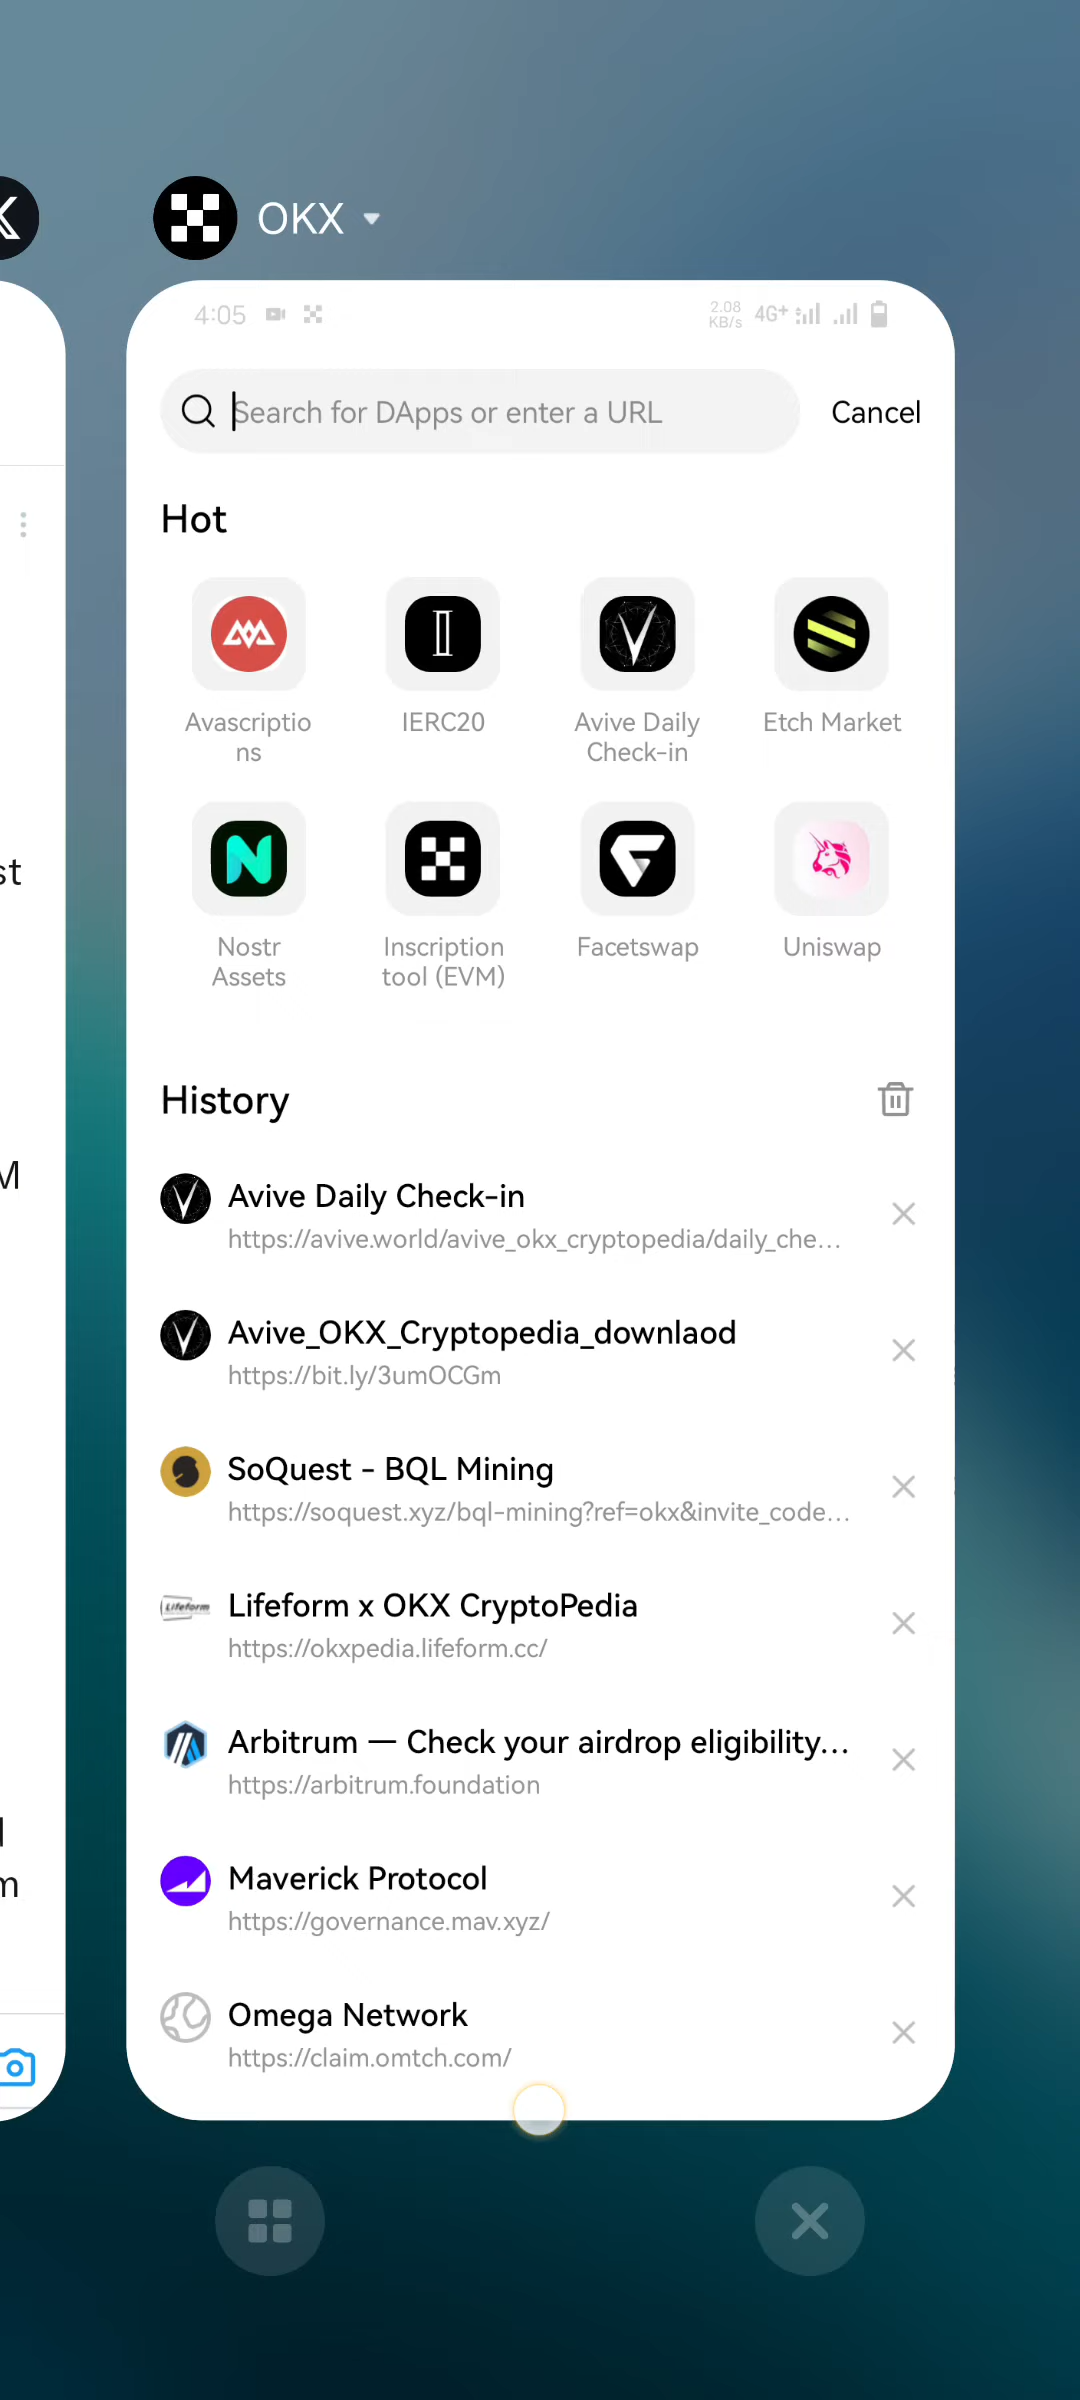 OKX
4:05
2.08 KB/s 4G+
Search for DApps or enter a URL
Cancel
Hot
Avascriptio
ns
IERC20
Avive Daily
Check-in
Etch Market
Nostr
Assets
Inscription
tool (EVM)
Facetswap
Uniswap
History
Avive Daily Check-in
https://avive.world/avive_okx_cryptopedia/daily_che...
Avive_OKX_Cryptopedia_downlaod
https://bit.ly/3umOCGm
SoQuest - BQL Mining
https://soquest.xyz/bql-mining?ref=okx&invite_code...
Lifeform
Lifeform x OKX CryptoPedia
https://okxpedia.lifeform.cc/
Arbitrum — Check your airdrop eligibility...
https://arbitrum.foundation
Maverick Protocol
https://governance.mav.xyz/
Omega Network
https://claim.omtch.com/
st
M
m